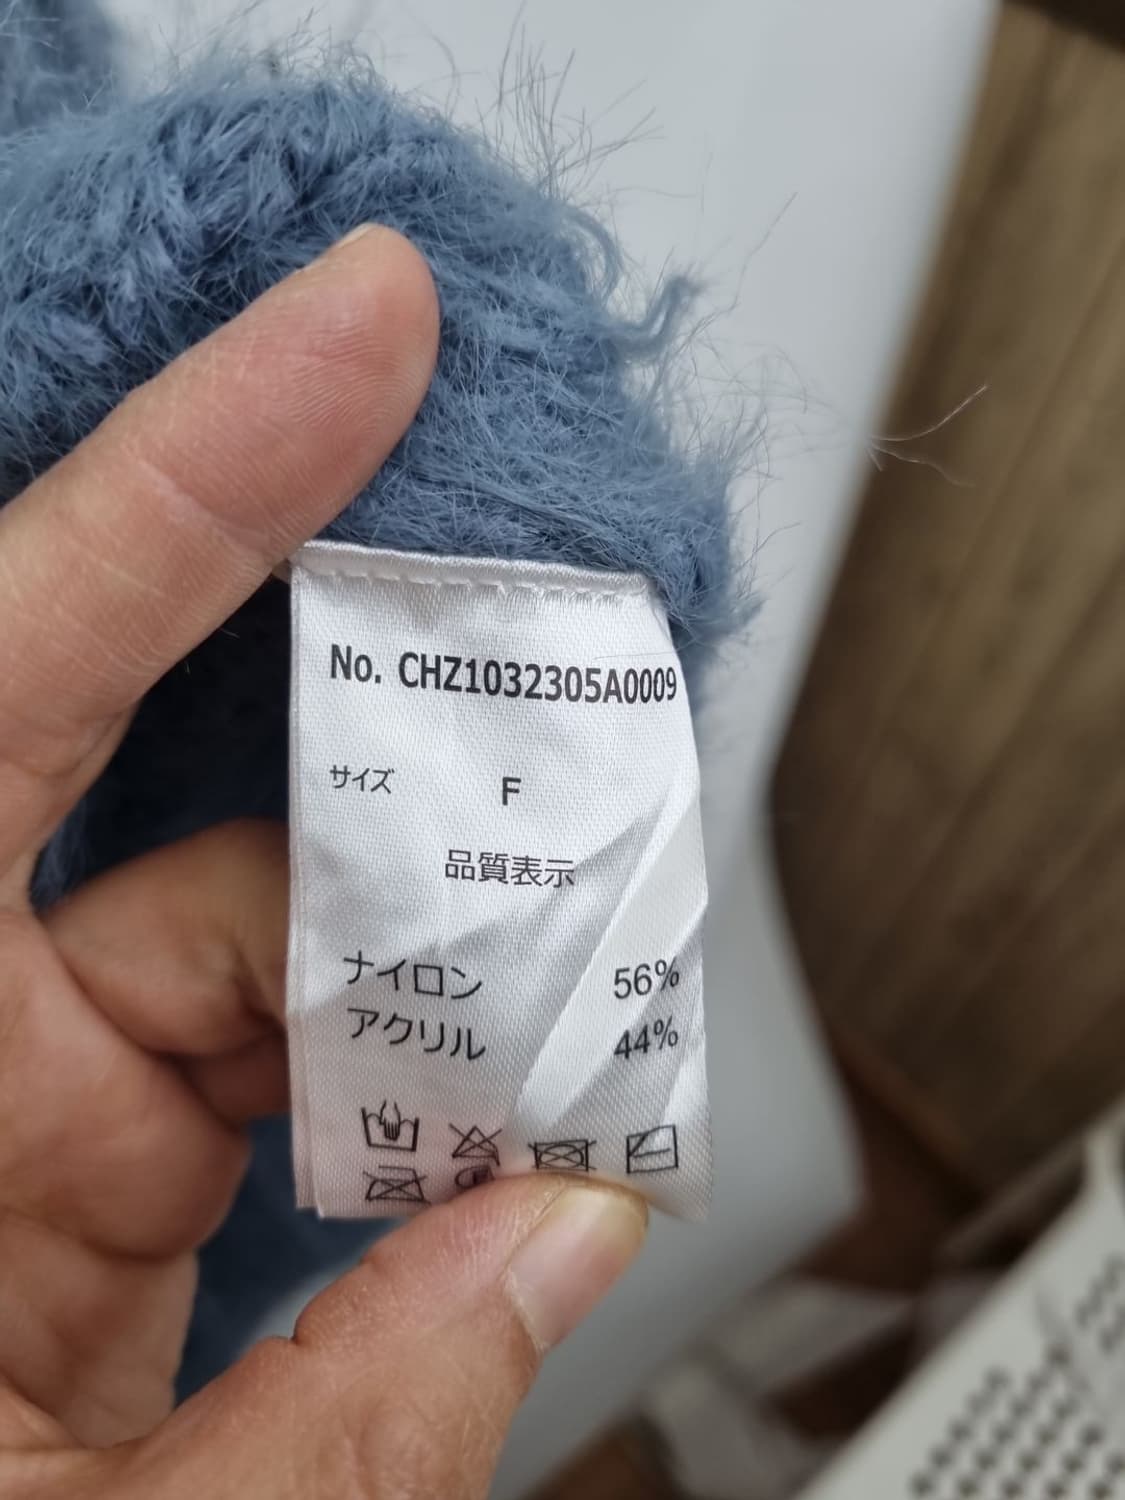 No. CHZ1032305A0009
サイズ F
品質表示
ナイロン 56%
アクリル 44%